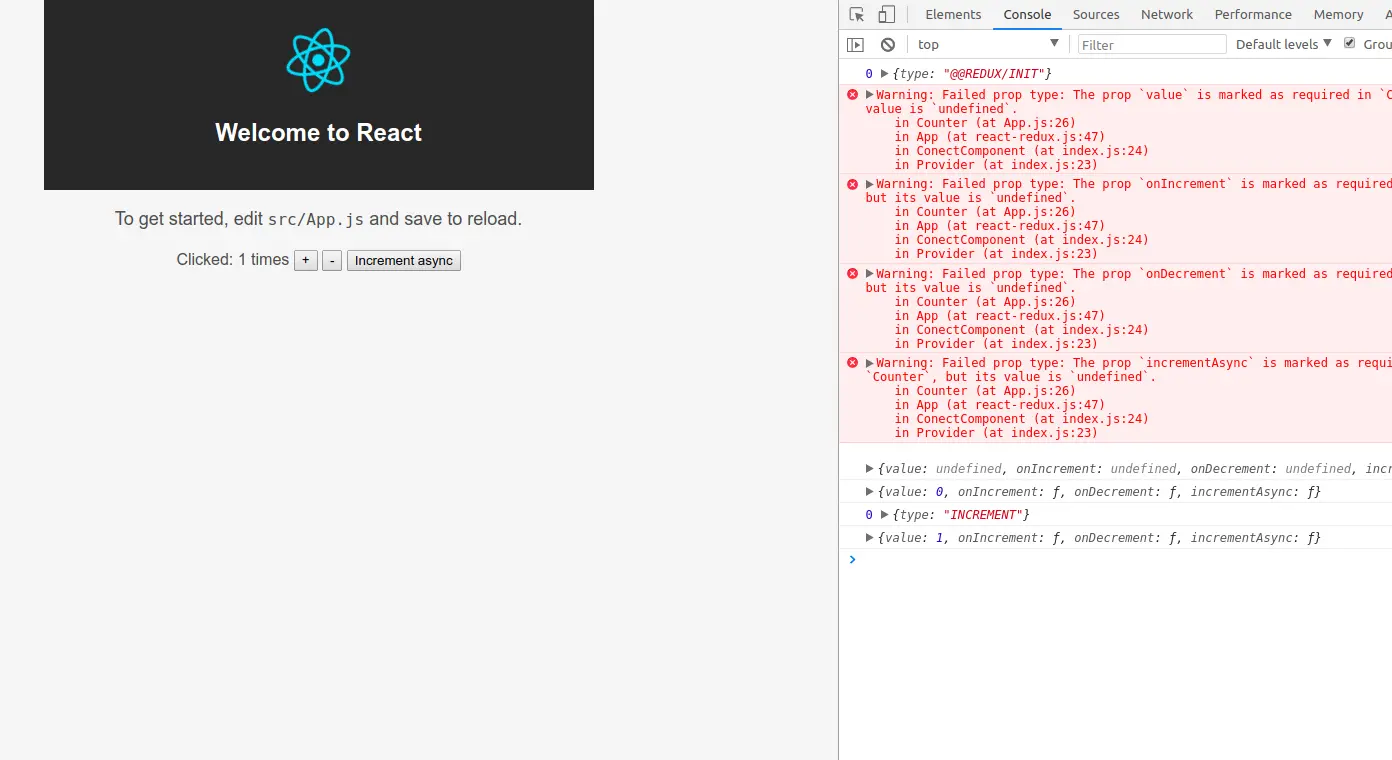 Welcome to React
To get started, edit src/App.js and save to reload.
Clicked: 1 times + - Increment async
Elements Console Sources Network Performance Memory A
top Filter Default levels Grou
0 {type: "@@REDUX/INIT"}
Warning: Failed prop type: The prop `value` is marked as required in `C
value is `undefined`.
in Counter (at App.js:26)
in App (at react-redux.js:47)
in ConectComponent (at index.js:24)
in Provider (at index.js:23)
Warning: Failed prop type: The prop `onIncrement` is marked as required
but its value is `undefined`.
in Counter (at App.js:26)
in App (at react-redux.js:47)
in ConectComponent (at index.js:24)
in Provider (at index.js:23)
Warning: Failed prop type: The prop `onDecrement` is marked as required
but its value is `undefined`.
in Counter (at App.js:26)
in App (at react-redux.js:47)
in ConectComponent (at index.js:24)
in Provider (at index.js:23)
Warning: Failed prop type: The prop `incrementAsync` is marked as requi
`Counter`, but its value is `undefined`.
in Counter (at App.js:26)
in App (at react-redux.js:47)
in ConectComponent (at index.js:24)
in Provider (at index.js:23)
{value: undefined, onIncrement: undefined, onDecrement: undefined, incr
{value: 0, onIncrement: ƒ, onDecrement: ƒ, incrementAsync: ƒ}
0 {type: "INCREMENT"}
{value: 1, onIncrement: ƒ, onDecrement: ƒ, incrementAsync: ƒ}